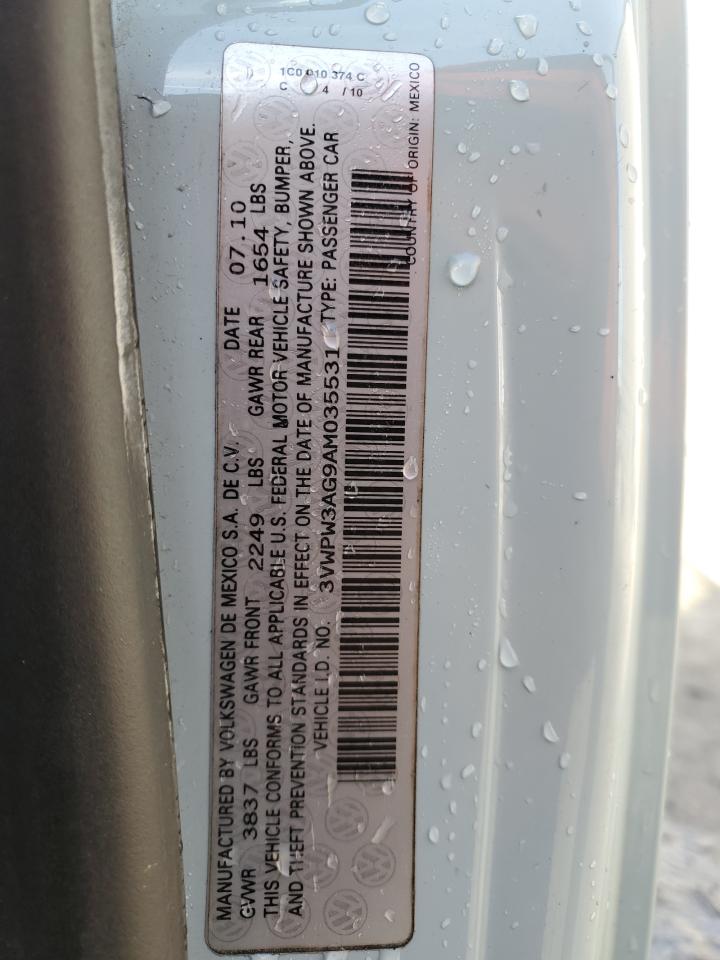 1C0 010 374 C
C 4 /10
MANUFACTURED BY VOLKSWAGEN DE MEXICO S.A. DE C.V. DATE 07.10
GVWR 3837 LBS GAWR FRONT 2249 LBS GAWR REAR 1654 LBS
THIS VEHICLE CONFORMS TO ALL APPLICABLE U.S. FEDERAL MOTOR VEHICLE SAFETY, BUMPER,
AND THEFT PREVENTION STANDARDS IN EFFECT ON THE DATE OF MANUFACTURE SHOWN ABOVE.
VEHICLE I.D. NO. 3VWPW3AG9AM035531 TYPE: PASSENGER CAR
COUNTRY OF ORIGIN: MEXICO